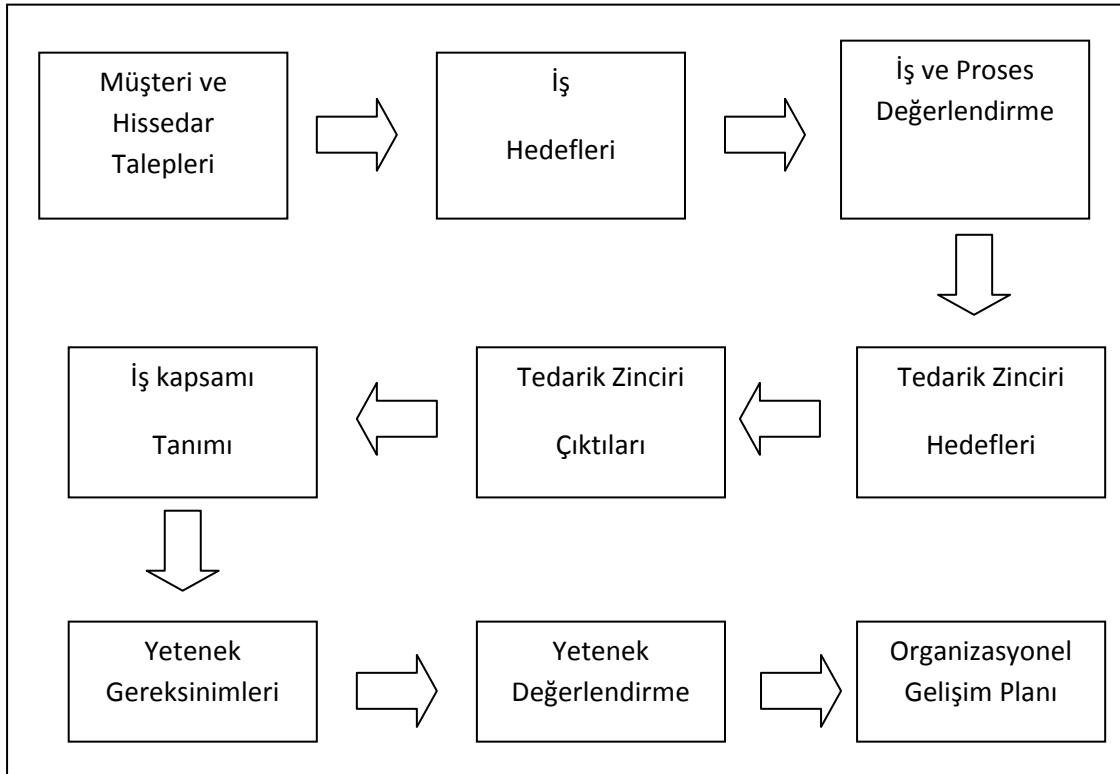 Müşteri ve
Hissedar
Talepleri
İş
Hedefleri
İş ve Proses
Değerlendirme
Tedarik Zinciri
Hedefleri
Tedarik Zinciri
Çıktıları
İş kapsamı
Tanımı
Yetenek
Gereksinimleri
Yetenek
Değerlendirme
Organizasyonel
Gelişim Planı